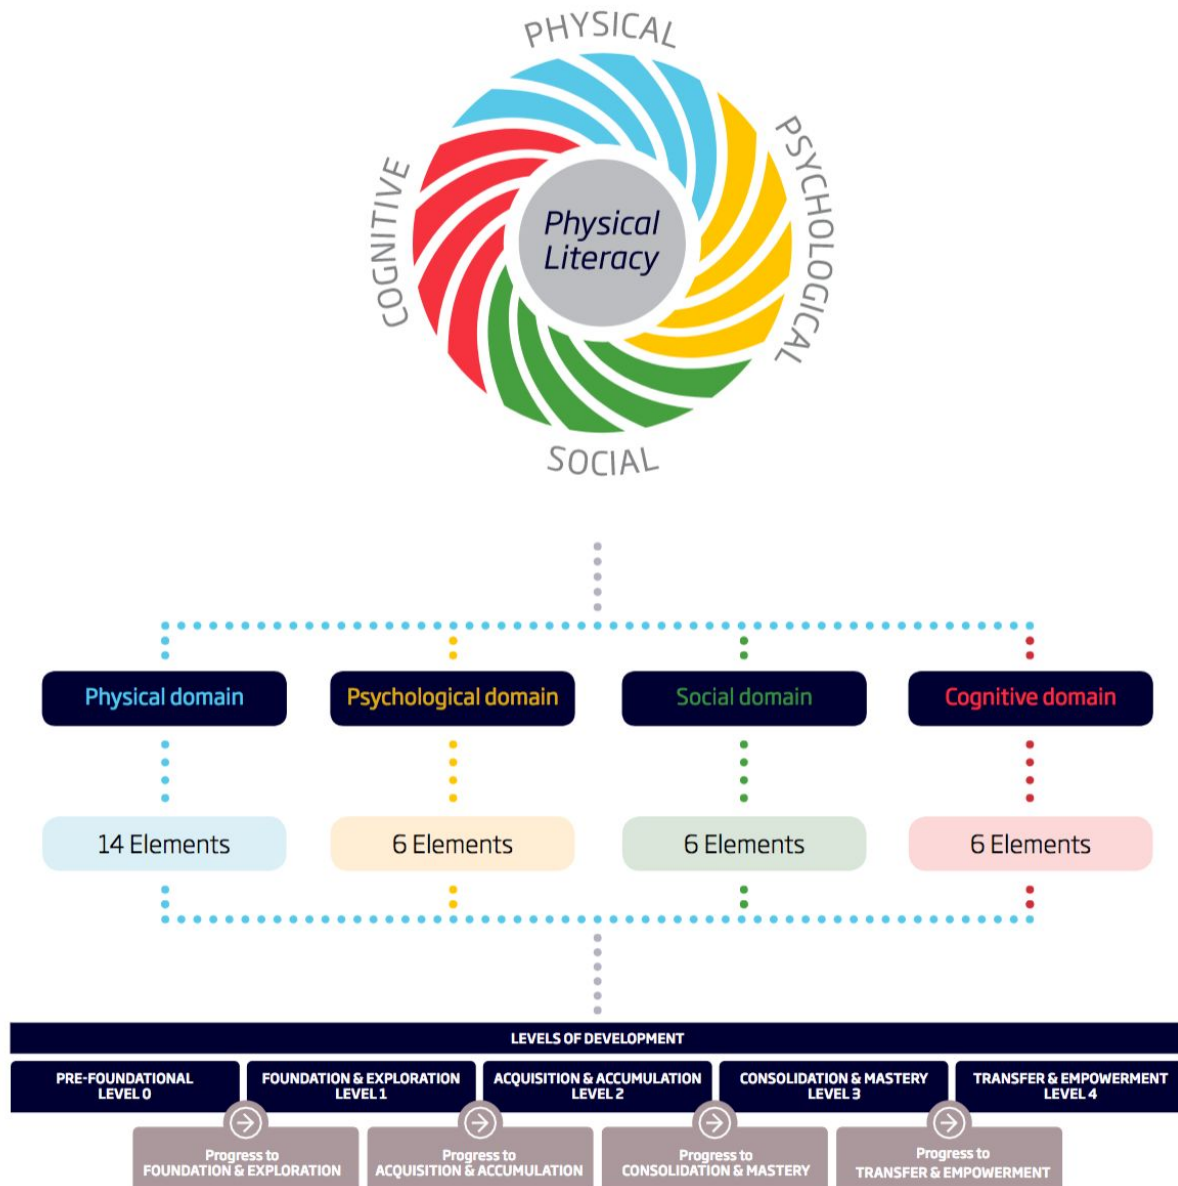 PHYSICAL
PSYCHOLOGICAL
COGNITIVE
Physical
Literacy
SOCIAL
Physical domain
Psychological domain
Social domain
Cognitive domain
14 Elements
6 Elements
6 Elements
6 Elements
LEVELS OF DEVELOPMENT
PRE-FOUNDATIONAL
LEVEL 0
FOUNDATION & EXPLORATION
LEVEL 1
ACQUISITION & ACCUMULATION
LEVEL 2
CONSOLIDATION & MASTERY
LEVEL 3
TRANSFER & EMPOWERMENT
LEVEL 4
Progress to
FOUNDATION & EXPLORATION
Progress to
ACQUISITION & ACCUMULATION
Progress to
CONSOLIDATION & MASTERY
Progress to
TRANSFER & EMPOWERMENT